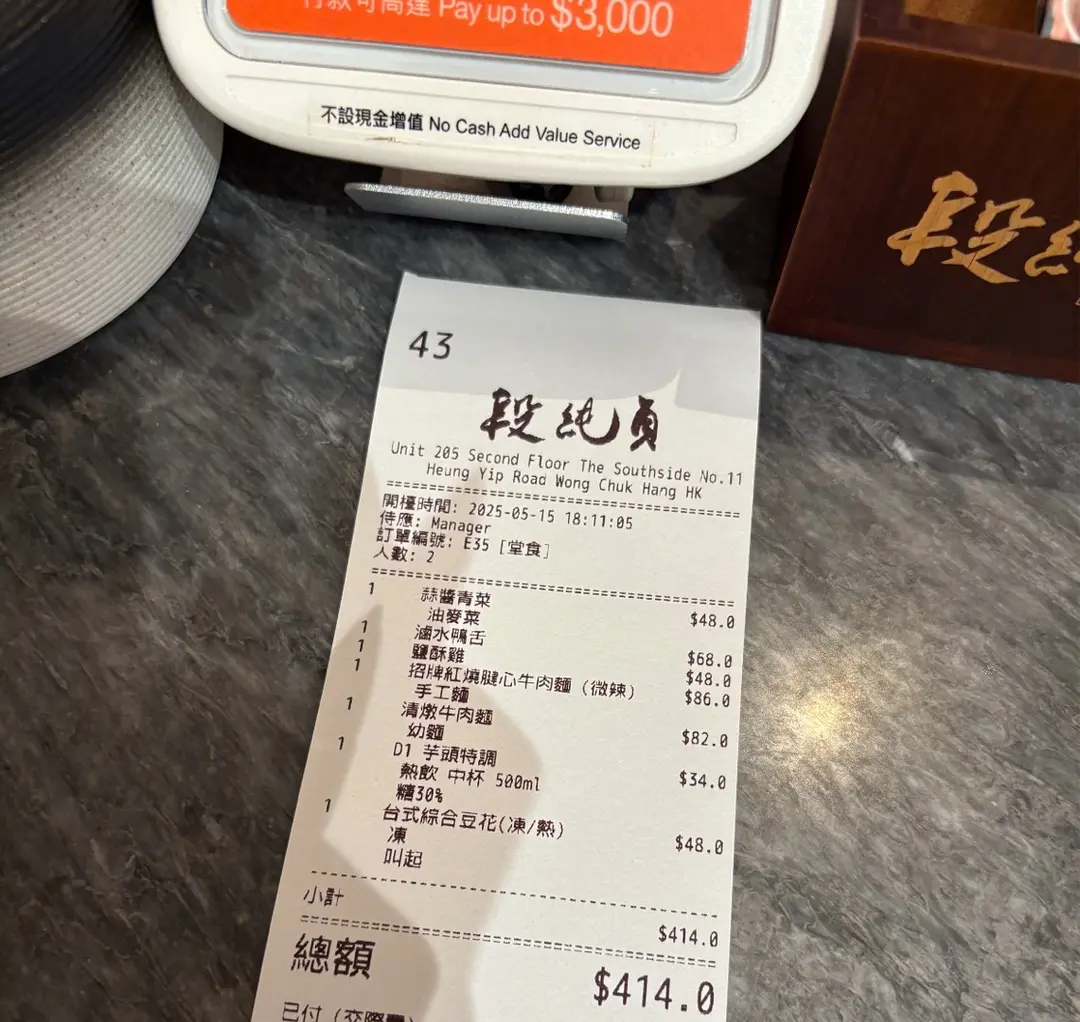 付款可高達 Pay up to $3,000
不設現金增值 No Cash Add Value Service
段純
43
段純貞
Unit 205 Second Floor The Southside No.11
Heung Yip Road Wong Chuk Hang HK
開檯時間: 2025-05-15 18:11:05
侍應: Manager
訂單編號: E35 [堂食]
人數: 2
1 蒜醬青菜 $48.0
油麥菜
1 滷水鴨舌 $68.0
1 鹽酥雞 $48.0
1 招牌紅燒腱心牛肉麵 (微辣) $86.0
手工麵
1 清燉牛肉麵 $82.0
幼麵
1 D1 芋頭特調 $34.0
熱飲 中杯 500ml
糖30%
1 台式綜合豆花(凍/熱) $48.0
凍
叫起
小計 $414.0
總額 $414.0
已付